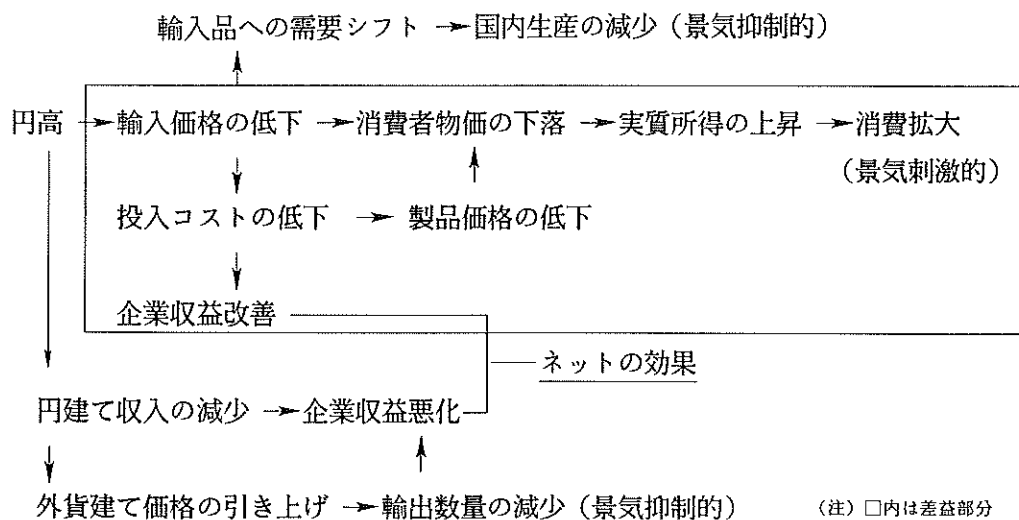 輸入品への需要シフト → 国内生産の減少（景気抑制的）
円高 → 輸入価格の低下 → 消費者物価の下落 → 実質所得の上昇 → 消費拡大
（景気刺激的）
投入コストの低下 → 製品価格の低下
企業収益改善
ネットの効果
円建て収入の減少 → 企業収益悪化
外貨建て価格の引き上げ → 輸出数量の減少（景気抑制的）
（注）□内は差益部分